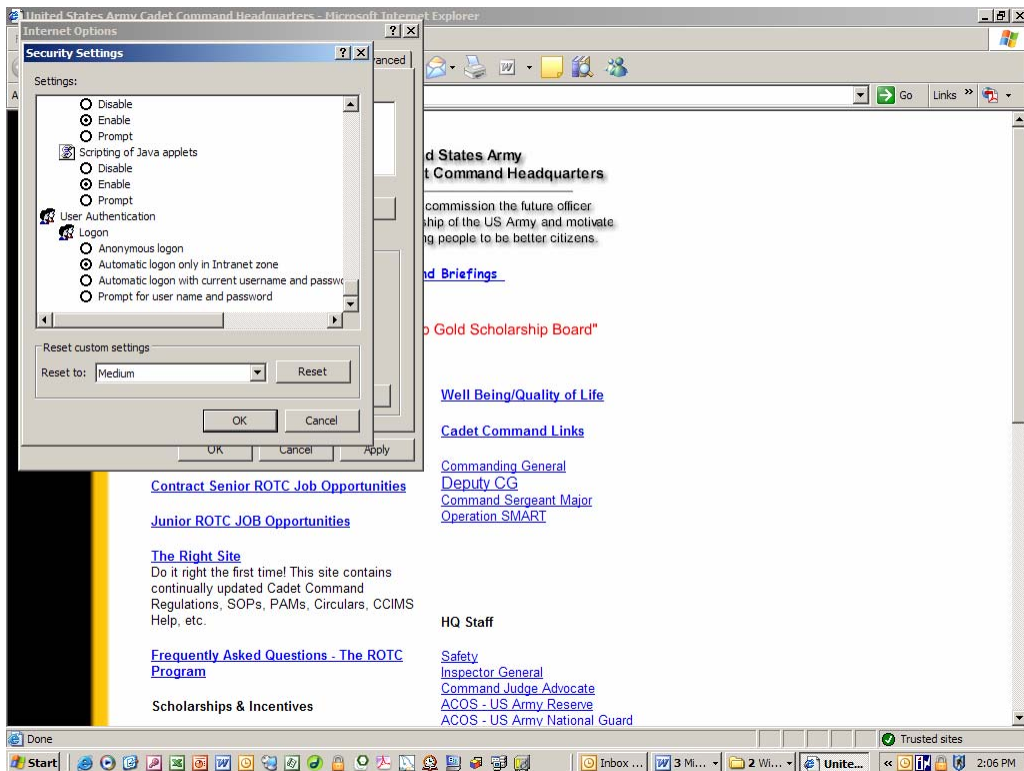 United States Army Cadet Command Headquarters - Microsoft Internet Explorer
Internet Options
Security Settings
Settings:
Disable
Enable
Prompt
Scripting of Java applets
Disable
Enable
Prompt
User Authentication
Logon
Anonymous logon
Automatic logon only in Intranet zone
Automatic logon with current username and passw
Prompt for user name and password
Reset custom settings
Reset to: Medium Reset
OK Cancel
OK Cancel Apply
anced
Go Links »
d States Army
t Command Headquarters
commission the future officer
ship of the US Army and motivate
ng people to be better citizens.
nd Briefings
o Gold Scholarship Board"
Well Being/Quality of Life
Cadet Command Links
Commanding General
Deputy CG
Command Sergeant Major
Operation SMART
Contract Senior ROTC Job Opportunities
Junior ROTC JOB Opportunities
The Right Site
Do it right the first time! This site contains
continually updated Cadet Command
Regulations, SOPs, PAMs, Circulars, CCIMS
Help, etc.
Frequently Asked Questions - The ROTC
Program
Scholarships & Incentives
HQ Staff
Safety
Inspector General
Command Judge Advocate
ACOS - US Army Reserve
ACOS - US Army National Guard
Done Trusted sites
Start Inbox ... 3 Mi... 2 Wi... Unite... « 2:06 PM